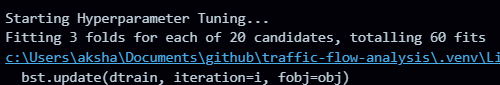 Starting Hyperparameter Tuning...
Fitting 3 folds for each of 20 candidates, totalling 60 fits
c:\Users\aksha\Documents\github\traffic-flow-analysis\.venv\Li
bst.update(dtrain, iteration=i, fobj=obj)